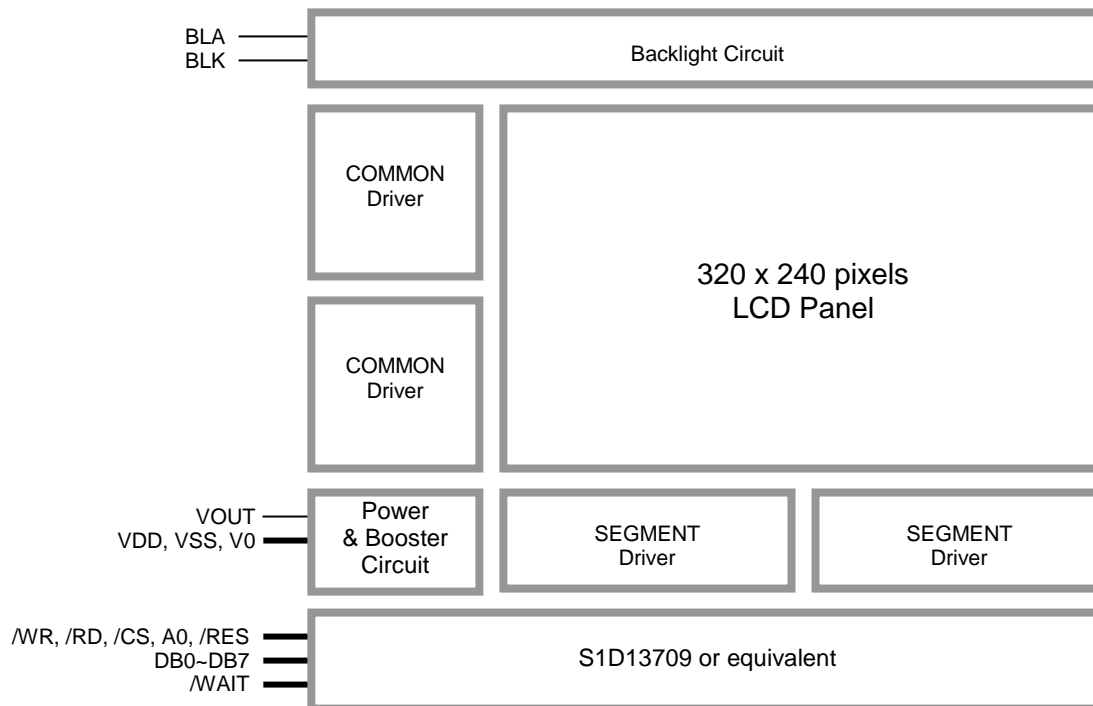 BLA
BLK
Backlight Circuit
COMMON
Driver
320 x 240 pixels
LCD Panel
COMMON
Driver
VOUT
VDD, VSS, V0
Power
& Booster
Circuit
SEGMENT
Driver
SEGMENT
Driver
/WR, /RD, /CS, A0, /RES
DB0~DB7
/WAIT
S1D13709 or equivalent